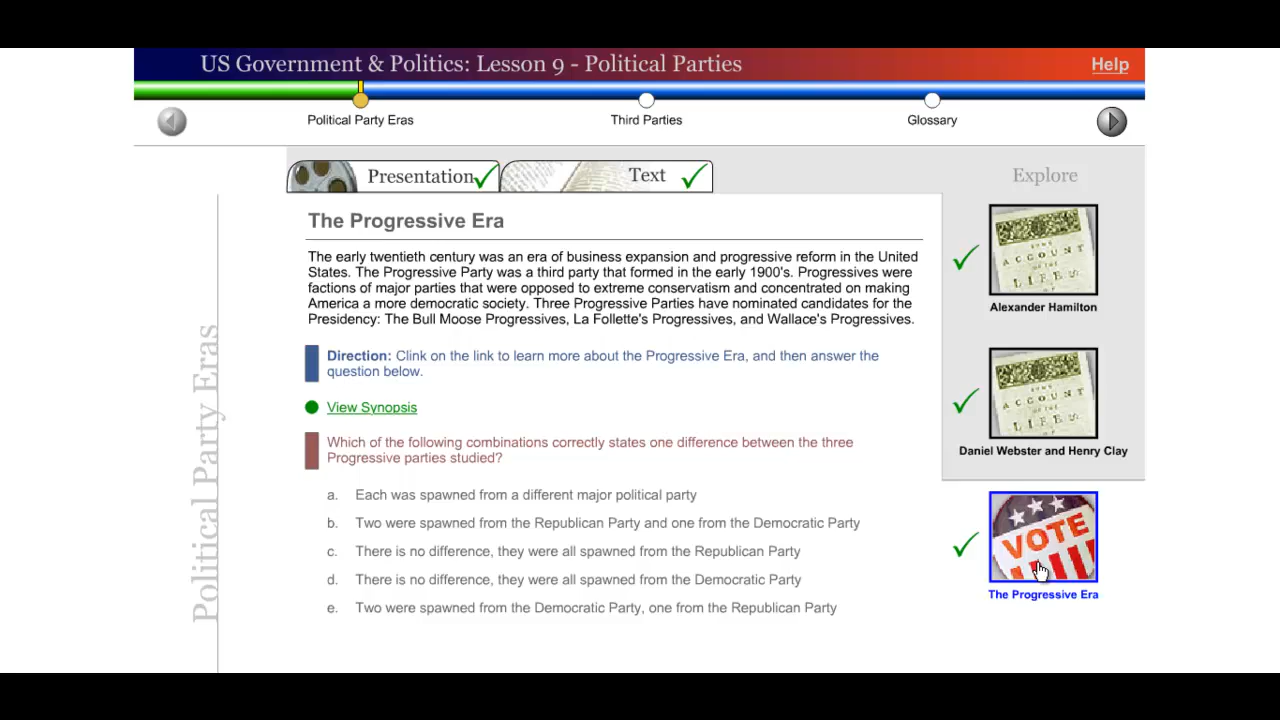 US Government & Politics: Lesson 9 - Political Parties
Help
Political Party Eras
Third Parties
Glossary
Presentation
Text
Explore
The Progressive Era
The early twentieth century was an era of business expansion and progressive reform in the United
States. The Progressive Party was a third party that formed in the early 1900's. Progressives were
factions of major parties that were opposed to extreme conservatism and concentrated on making
America a more democratic society. Three Progressive Parties have nominated candidates for the
Presidency: The Bull Moose Progressives, La Follette's Progressives, and Wallace's Progressives.
Direction: Clink on the link to learn more about the Progressive Era, and then answer the
question below.
View Synopsis
Which of the following combinations correctly states one difference between the three
Progressive parties studied?
a. Each was spawned from a different major political party
b. Two were spawned from the Republican Party and one from the Democratic Party
c. There is no difference, they were all spawned from the Republican Party
d. There is no difference, they were all spawned from the Democratic Party
e. Two were spawned from the Democratic Party, one from the Republican Party
Political Party Eras
ACCOUNT
OF THE
LIFE
Alexander Hamilton
ACCOUNT
OF THE
LIFE
Daniel Webster and Henry Clay
VOTE
The Progressive Era